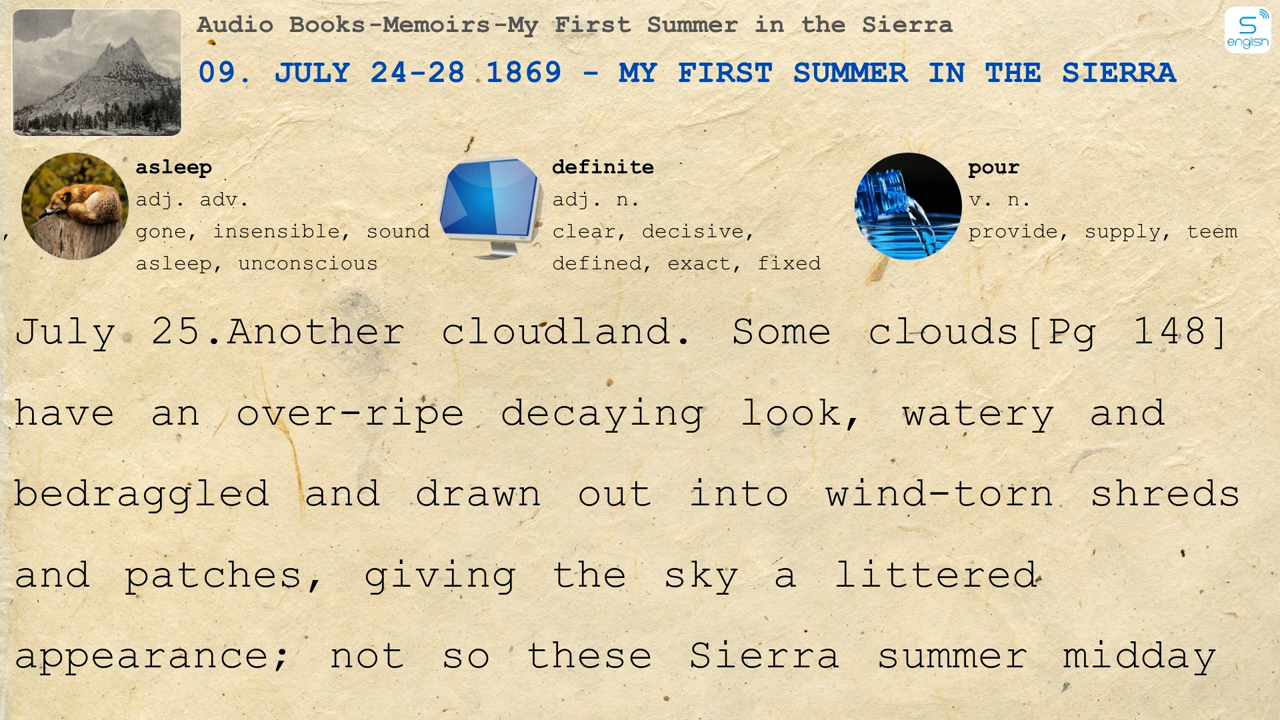 Audio Books-Memoirs-My First Summer in the Sierra
09. JULY 24-28 1869 - MY FIRST SUMMER IN THE SIERRA
S
english
asleep
adj. adv.
gone, insensible, sound
asleep, unconscious
definite
adj. n.
clear, decisive,
defined, exact, fixed
pour
v. n.
provide, supply, teem
,
July 25.Another cloudland. Some clouds[Pg 148]
have an over-ripe decaying look, watery and
bedraggled and drawn out into wind-torn shreds
and patches, giving the sky a littered
appearance; not so these Sierra summer midday